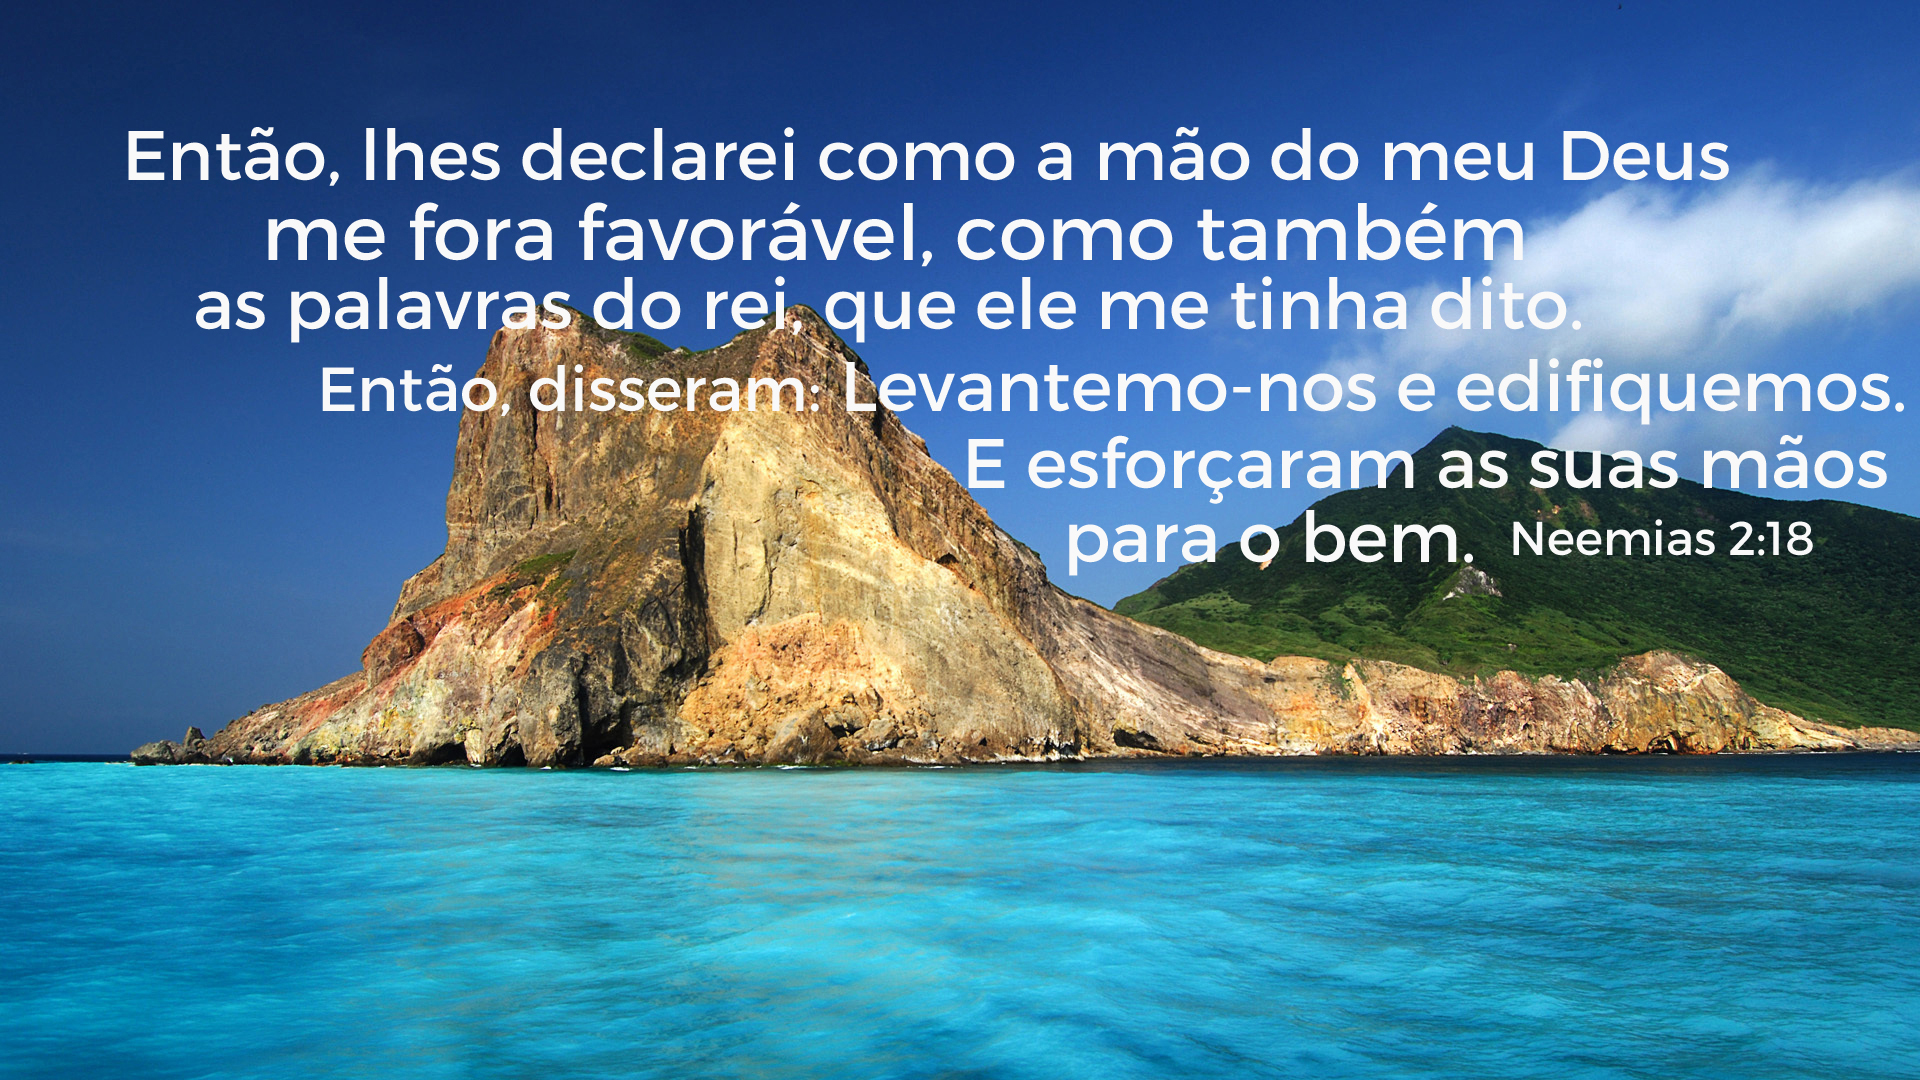 Então, lhes declarei como a mão do meu Deus
me fora favorável, como também
as palavras do rei, que ele me tinha dito.
Então, disseram: Levantemo-nos e edifiquemos.
E esforçaram as suas mãos
para o bem. Neemias 2:18